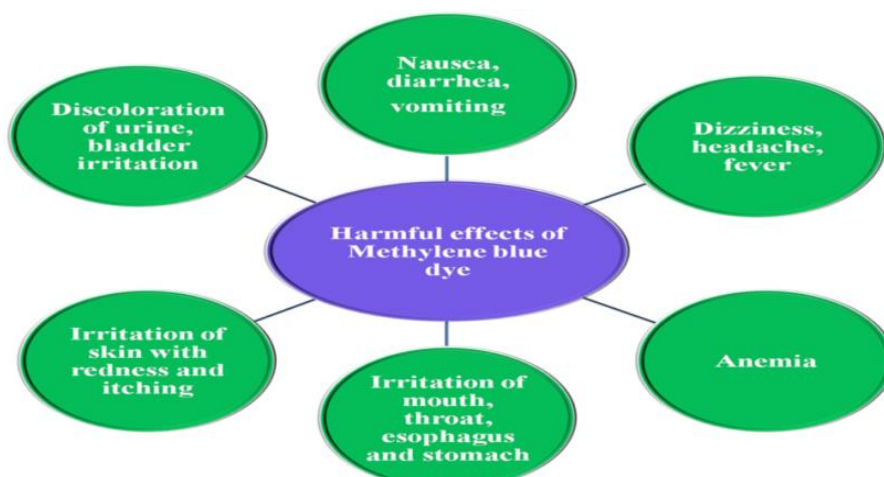 Nausea,
diarrhea,
vomiting
Discoloration
of urine,
bladder
irritation
Dizziness,
headache,
fever
Harmful effects of
Methylene blue
dye
Irritation of
skin with
redness and
itching
Irritation of
mouth,
throat,
esophagus
and stomach
Anemia